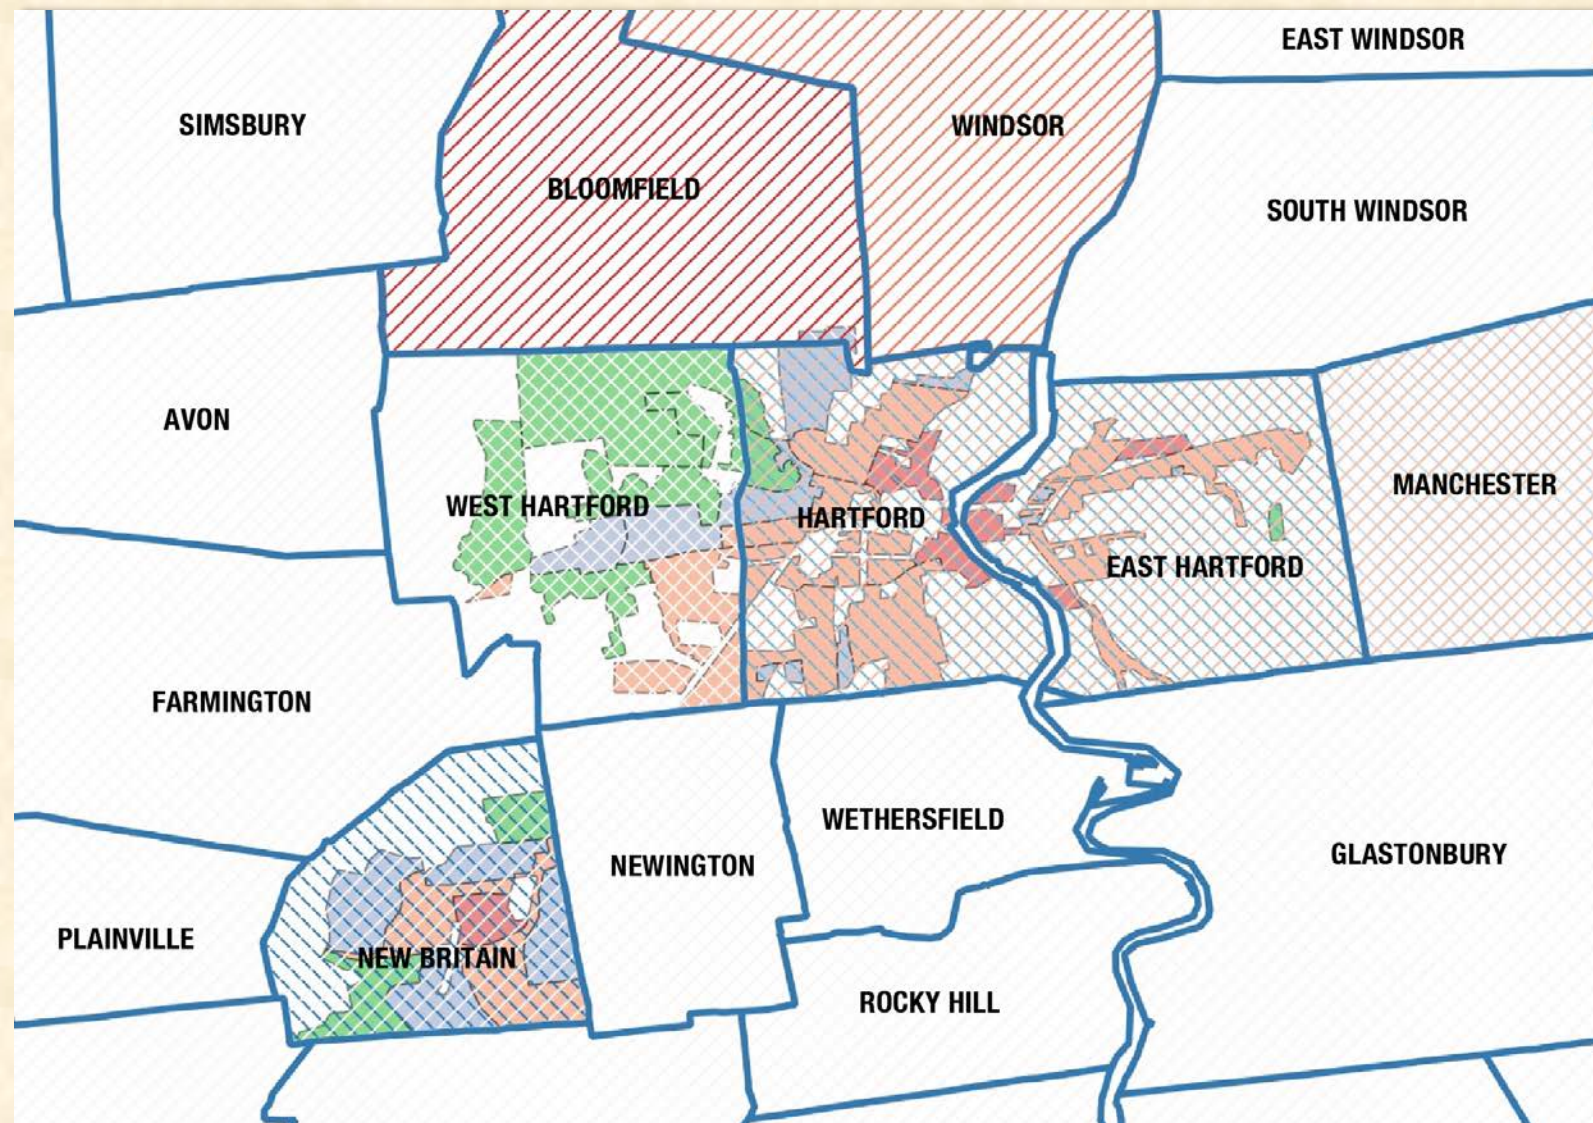 EAST WINDSOR
SIMSBURY
WINDSOR
BLOOMFIELD
SOUTH WINDSOR
AVON
MANCHESTER
WEST HARTFORD
HARTFORD
EAST HARTFORD
FARMINGTON
WETHERSFIELD
GLASTONBURY
NEWINGTON
PLAINVILLE
NEW BRITAIN
ROCKY HILL